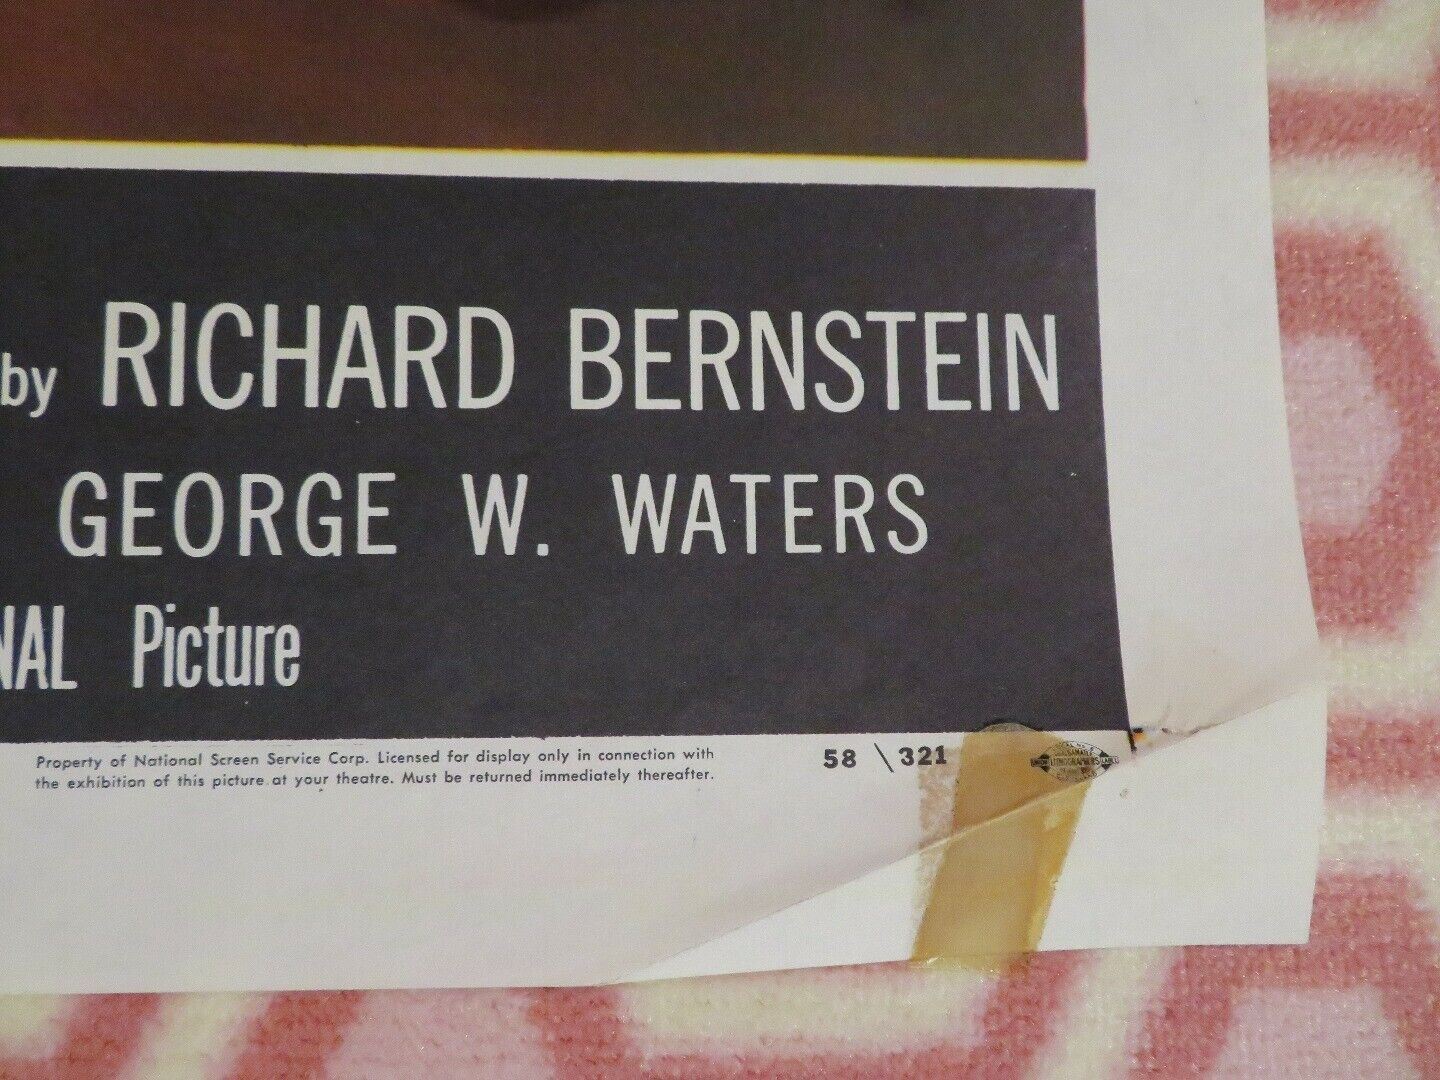 by RICHARD BERNSTEIN
GEORGE W. WATERS
NAL Picture
Property of National Screen Service Corp. Licensed for display only in connection with
the exhibition of this picture at your theatre. Must be returned immediately thereafter.
58 \ 321
LITHOGRAPHERS